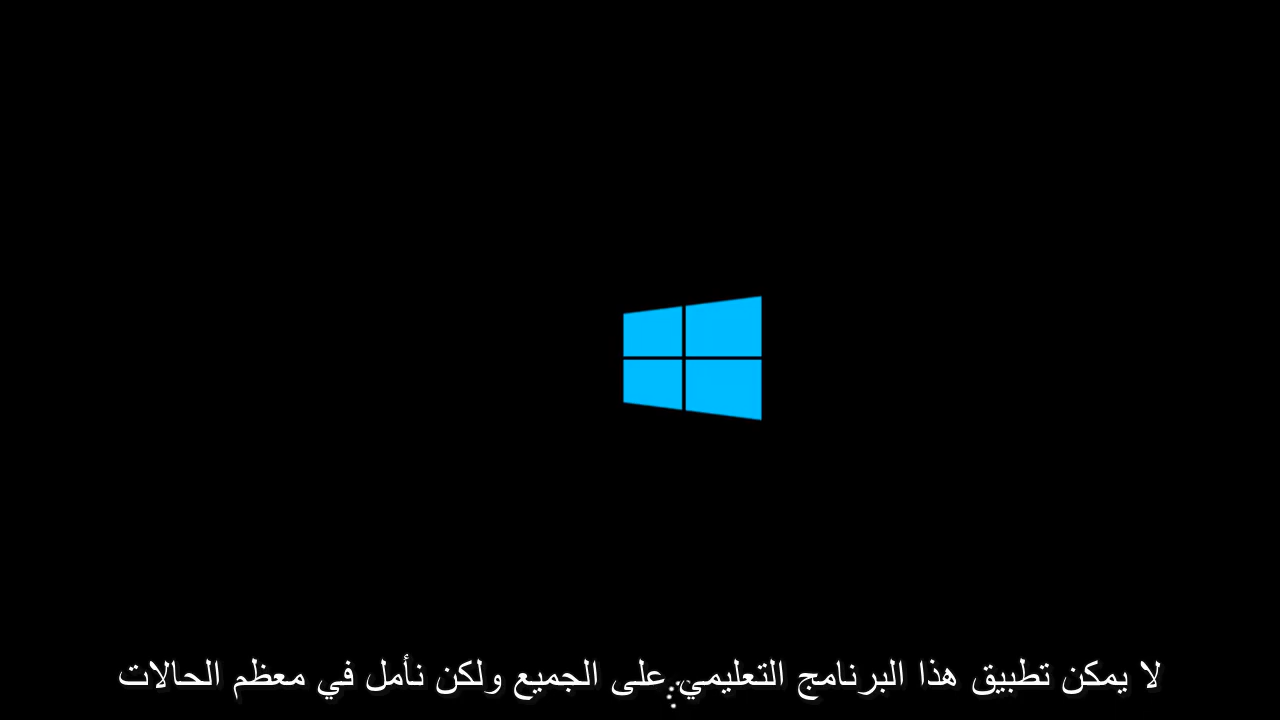 لا يمكن تطبيق هذا البرنامج التعليمي على الجميع ولكن نأمل في معظم الحالات